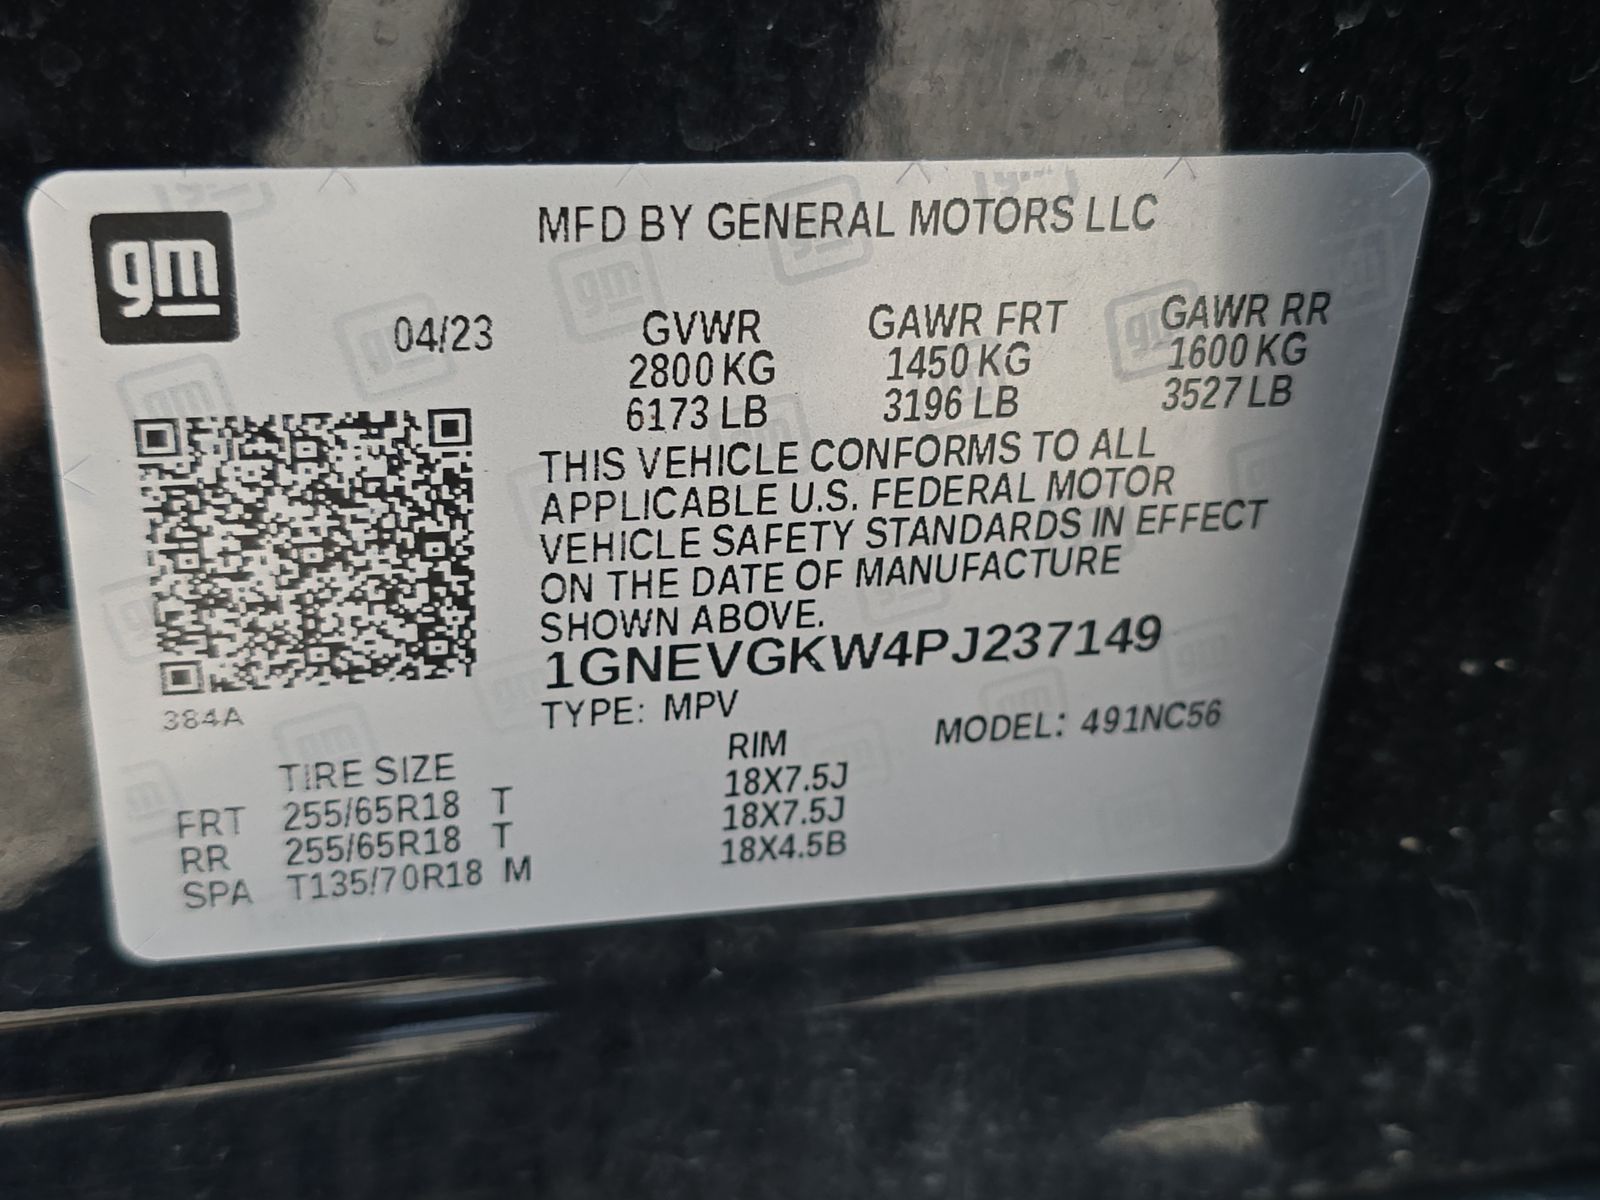 gm
MFD BY GENERAL MOTORS LLC
04/23
GVWR
2800 KG
6173 LB
GAWR FRT
1450 KG
3196 LB
GAWR RR
1600 KG
3527 LB
THIS VEHICLE CONFORMS TO ALL
APPLICABLE U.S. FEDERAL MOTOR
VEHICLE SAFETY STANDARDS IN EFFECT
ON THE DATE OF MANUFACTURE
SHOWN ABOVE.
1GNEVGKW4PJ237149
384A
TYPE: MPV
MODEL: 491NC56
TIRE SIZE RIM
FRT 255/65R18 T 18X7.5J
RR 255/65R18 T 18X7.5J
SPA T135/70R18 M 18X4.5B